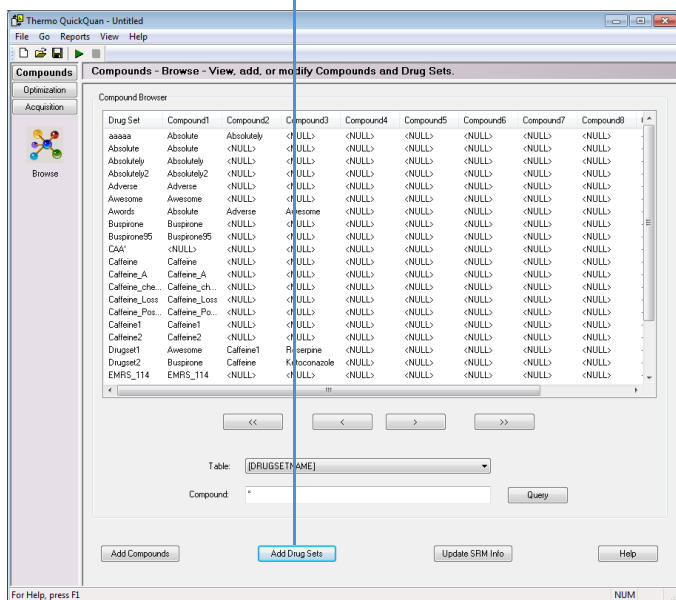 Thermo QuickQuan - Untitled
File Go Reports View Help
Compounds
Optimization
Acquisition
Browse
Compounds - Browse - View, add, or modify Compounds and Drug Sets.
Compound Browser
Drug Set Compound1 Compound2 Compound3 Compound4 Compound5 Compound6 Compound7 Compound8
aaaaa Absolute Absolutely <NULL> <NULL> <NULL> <NULL> <NULL> <NULL>
Absolute Absolute <NULL> <NULL> <NULL> <NULL> <NULL> <NULL> <NULL>
Absolutely Absolutely <NULL> <NULL> <NULL> <NULL> <NULL> <NULL> <NULL>
Absolutely2 Absolutely2 <NULL> <NULL> <NULL> <NULL> <NULL> <NULL> <NULL>
Adverse Adverse <NULL> <NULL> <NULL> <NULL> <NULL> <NULL> <NULL>
Awesome Awesome <NULL> <NULL> <NULL> <NULL> <NULL> <NULL> <NULL>
Awords Absolute Adverse Awesome <NULL> <NULL> <NULL> <NULL> <NULL>
Buspirone Buspirone <NULL> <NULL> <NULL> <NULL> <NULL> <NULL> <NULL>
Buspirone95 Buspirone95 <NULL> <NULL> <NULL> <NULL> <NULL> <NULL> <NULL>
CAA' <NULL> <NULL> <NULL> <NULL> <NULL> <NULL> <NULL> <NULL>
Caffeine Caffeine <NULL> <NULL> <NULL> <NULL> <NULL> <NULL> <NULL>
Caffeine_A Caffeine_A <NULL> <NULL> <NULL> <NULL> <NULL> <NULL> <NULL>
Caffeine_che... Caffeine_ch... <NULL> <NULL> <NULL> <NULL> <NULL> <NULL> <NULL>
Caffeine_Loss Caffeine_Loss <NULL> <NULL> <NULL> <NULL> <NULL> <NULL> <NULL>
Caffeine_Pos... Caffeine_Po... <NULL> <NULL> <NULL> <NULL> <NULL> <NULL> <NULL>
Caffeine1 Caffeine1 <NULL> <NULL> <NULL> <NULL> <NULL> <NULL> <NULL>
Caffeine2 Caffeine2 <NULL> <NULL> <NULL> <NULL> <NULL> <NULL> <NULL>
Drugset1 Awesome Caffeine1 Reserpine <NULL> <NULL> <NULL> <NULL> <NULL>
Drugset2 Buspirone Caffeine Ketoconazole <NULL> <NULL> <NULL> <NULL> <NULL>
EMRS_114 EMRS_114 <NULL> <NULL> <NULL> <NULL> <NULL> <NULL> <NULL>
<< < > >>
Table: [DRUGSETNAME]
Compound: * Query
Add Compounds Add Drug Sets Update SRM Info Help
For Help, press F1 NUM